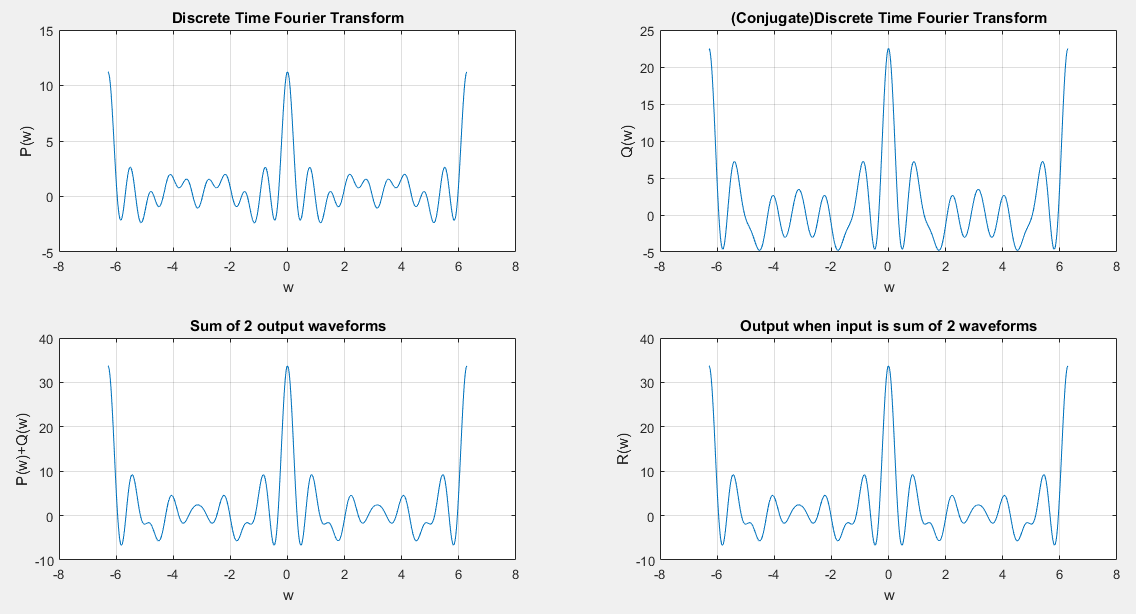 Discrete Time Fourier Transform
15
10
5
0
-5
P(w)
-8 -6 -4 -2 0 2 4 6 8
w
(Conjugate)Discrete Time Fourier Transform
25
20
15
10
5
0
-5
Q(w)
-8 -6 -4 -2 0 2 4 6 8
w
Sum of 2 output waveforms
40
30
20
10
0
-10
P(w)+Q(w)
-8 -6 -4 -2 0 2 4 6 8
w
Output when input is sum of 2 waveforms
40
30
20
10
0
-10
R(w)
-8 -6 -4 -2 0 2 4 6 8
w